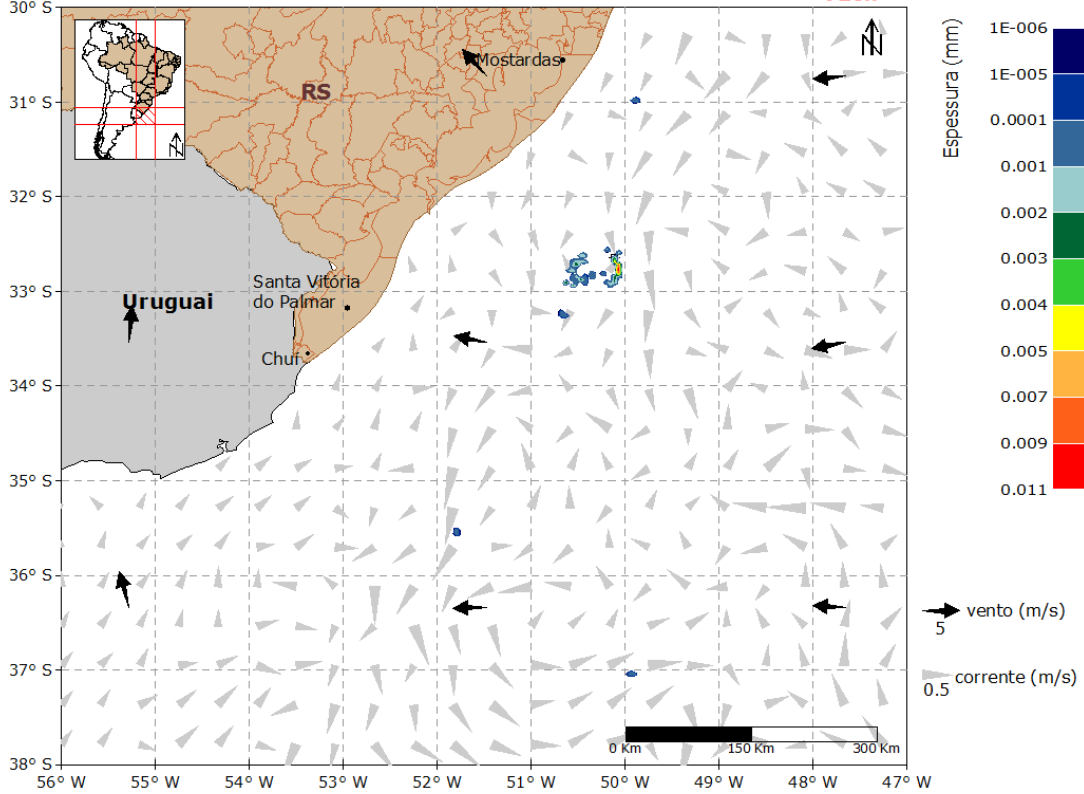 30° S
31° S
32° S
33° S
34° S
35° S
36° S
37° S
38° S
56° W
55° W
54° W
53° W
52° W
51° W
50° W
49° W
48° W
47° W
N
N
RS
Mostardas
Uruguai
Santa Vitória
do Palmar
Chuí
0 Km
150 Km
300 Km
Espessura (mm)
1E-006
1E-005
0.0001
0.001
0.002
0.003
0.004
0.005
0.007
0.009
0.011
vento (m/s)
5
corrente (m/s)
0.5